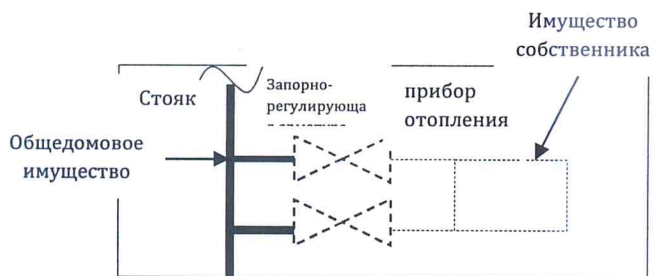 Имущество
собственника
Стояк
Запорно-
регулирующа
прибор
отопления
Общедомовое
имущество